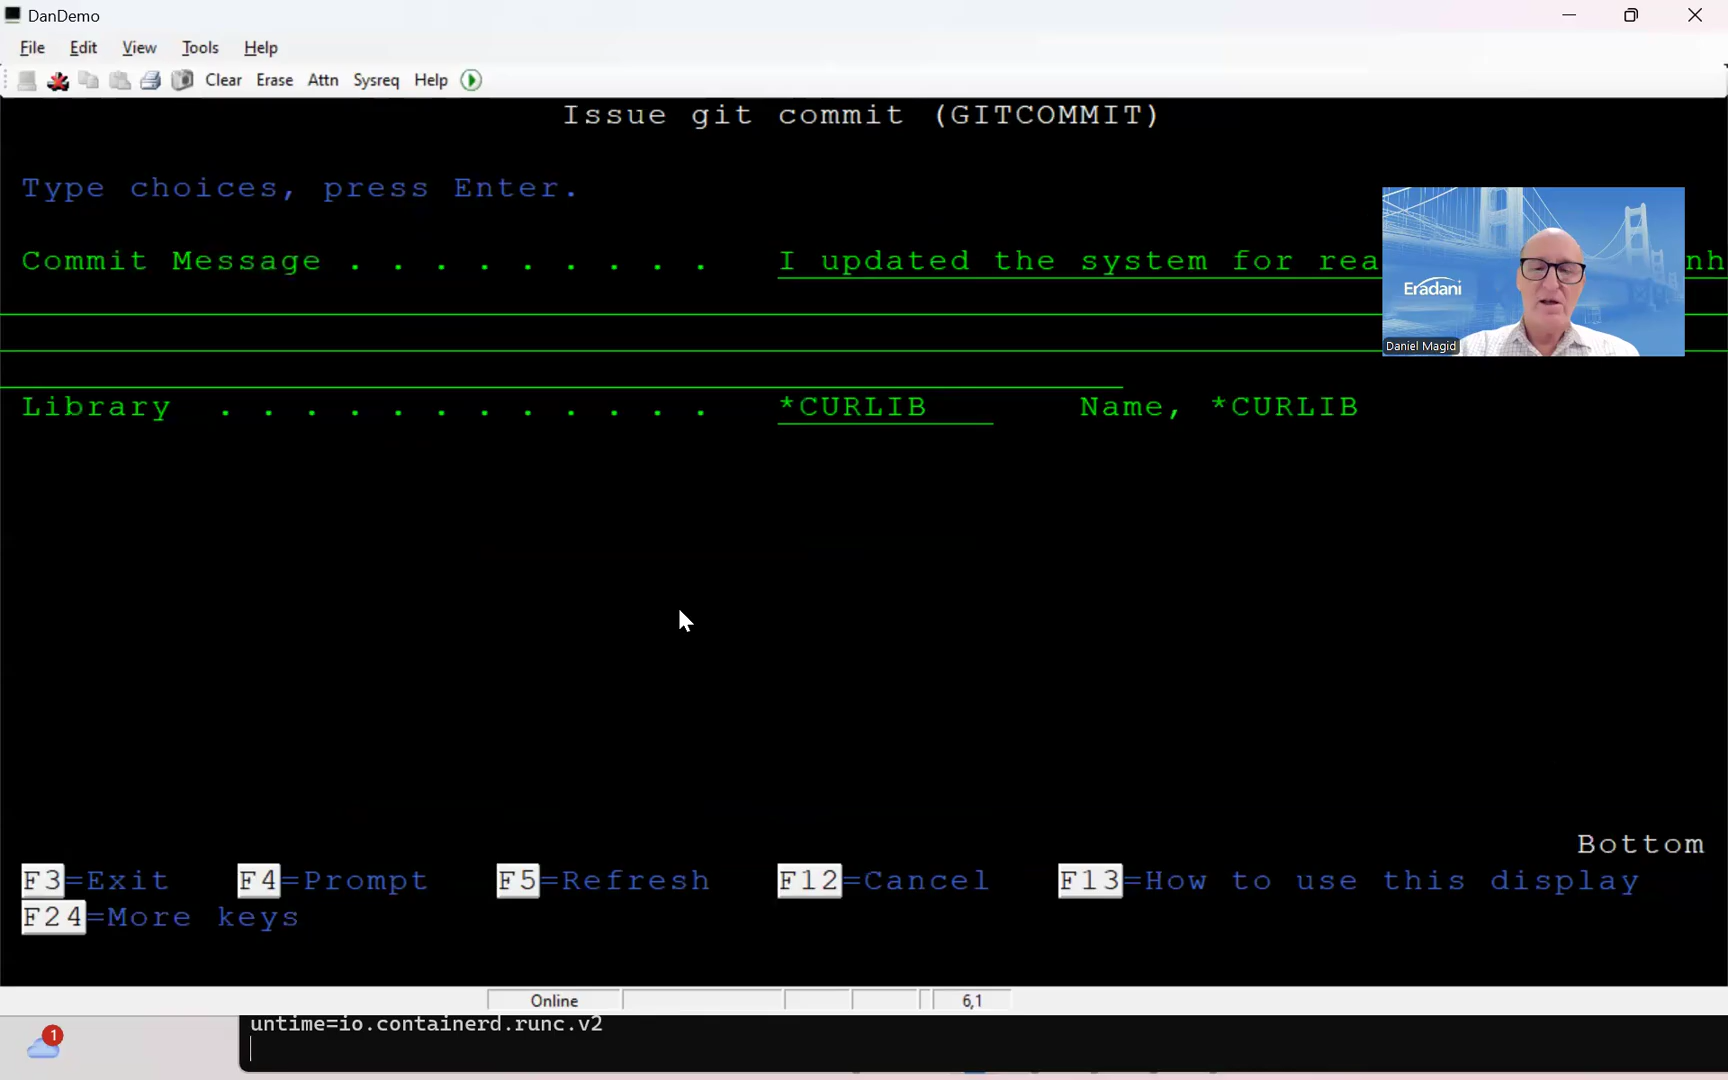 DanDemo
File Edit View Tools Help
Clear Erase Attn Sysreq Help
Issue git commit (GITCOMMIT)
Type choices, press Enter.
Commit Message . . . . . . . . . I updated the system for
Eradani
Daniel Magid
Library . . . . . . . . . . . . *CURLIB Name, *CURLIB
Bottom
F3=Exit F4=Prompt F5=Refresh F12=Cancel F13=How to use this display
F24=More keys
Online 6,1
untime=io.containerd.runc.v2
1